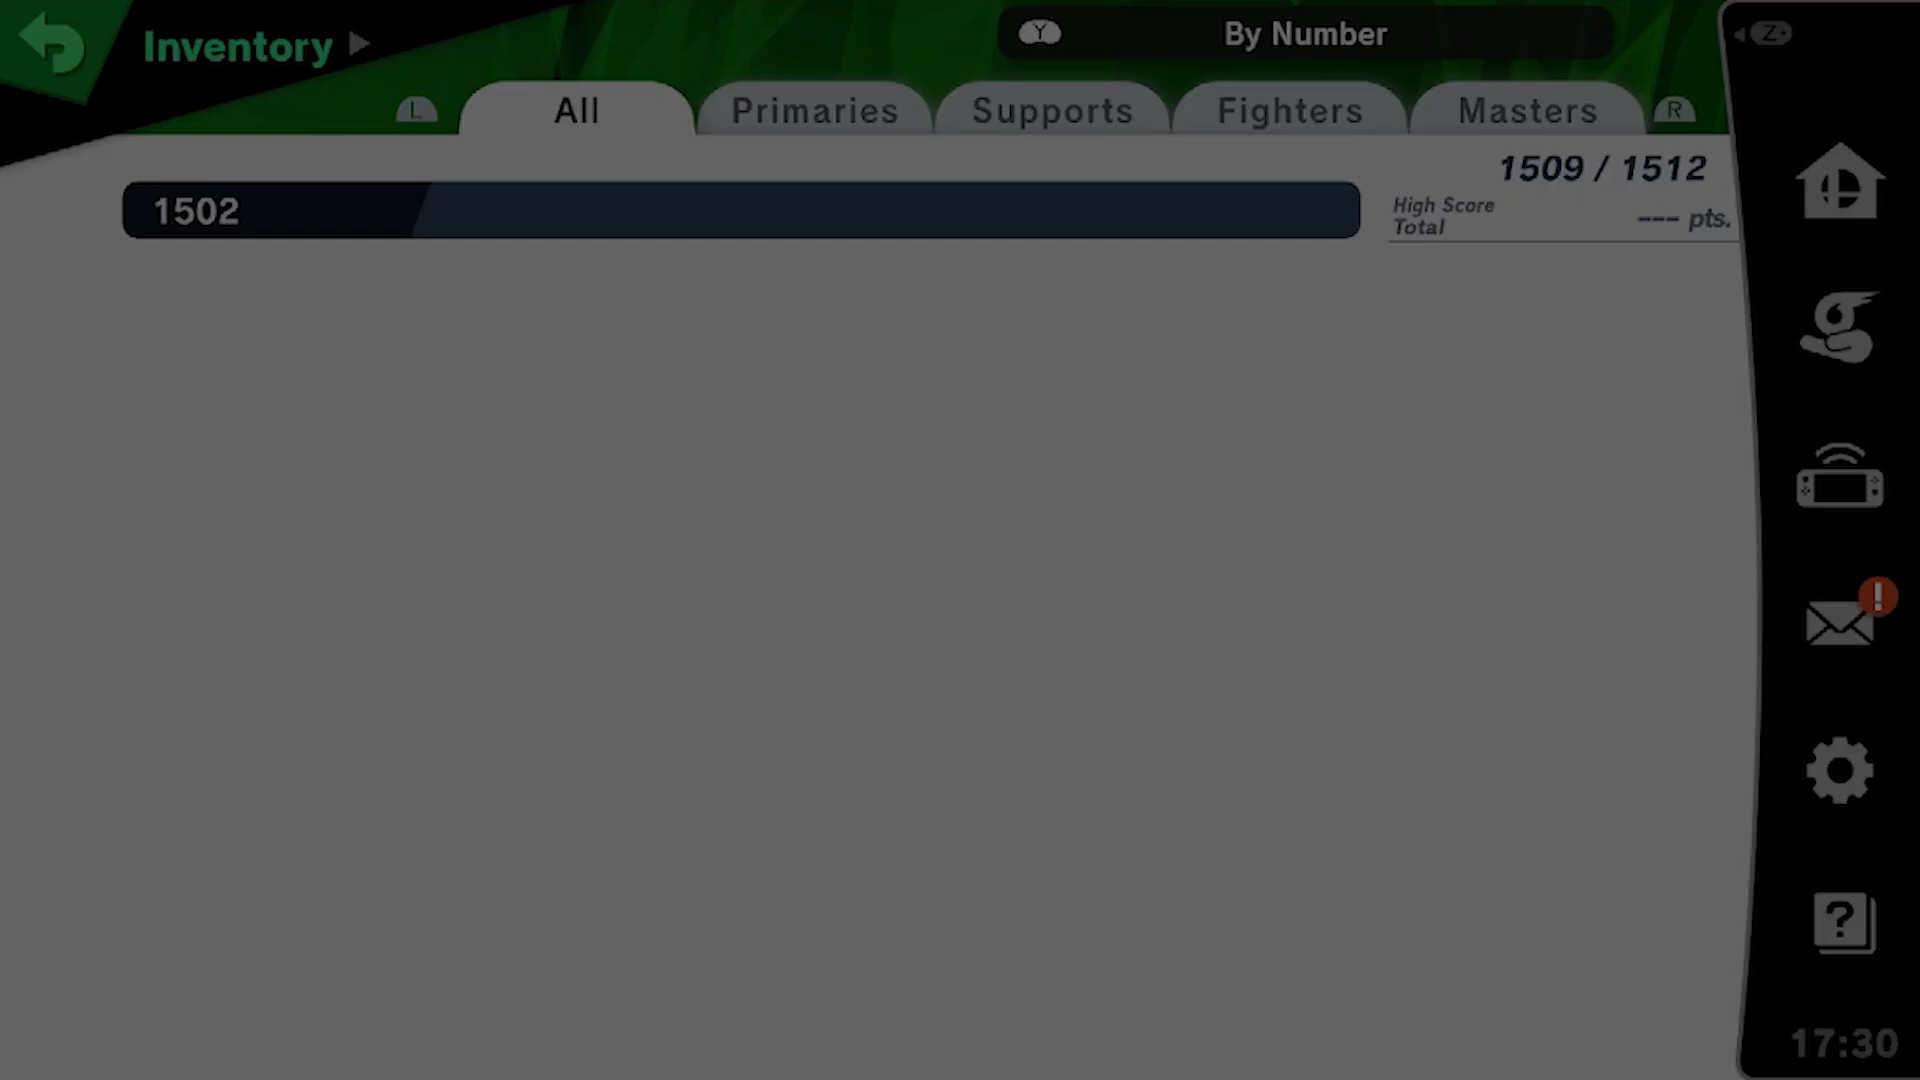 Inventory
Y
By Number
Z
L
All
Primaries
Supports
Fighters
Masters
R
1502
1509 / 1512
High Score
Total
--- pts.
!
?
17:30